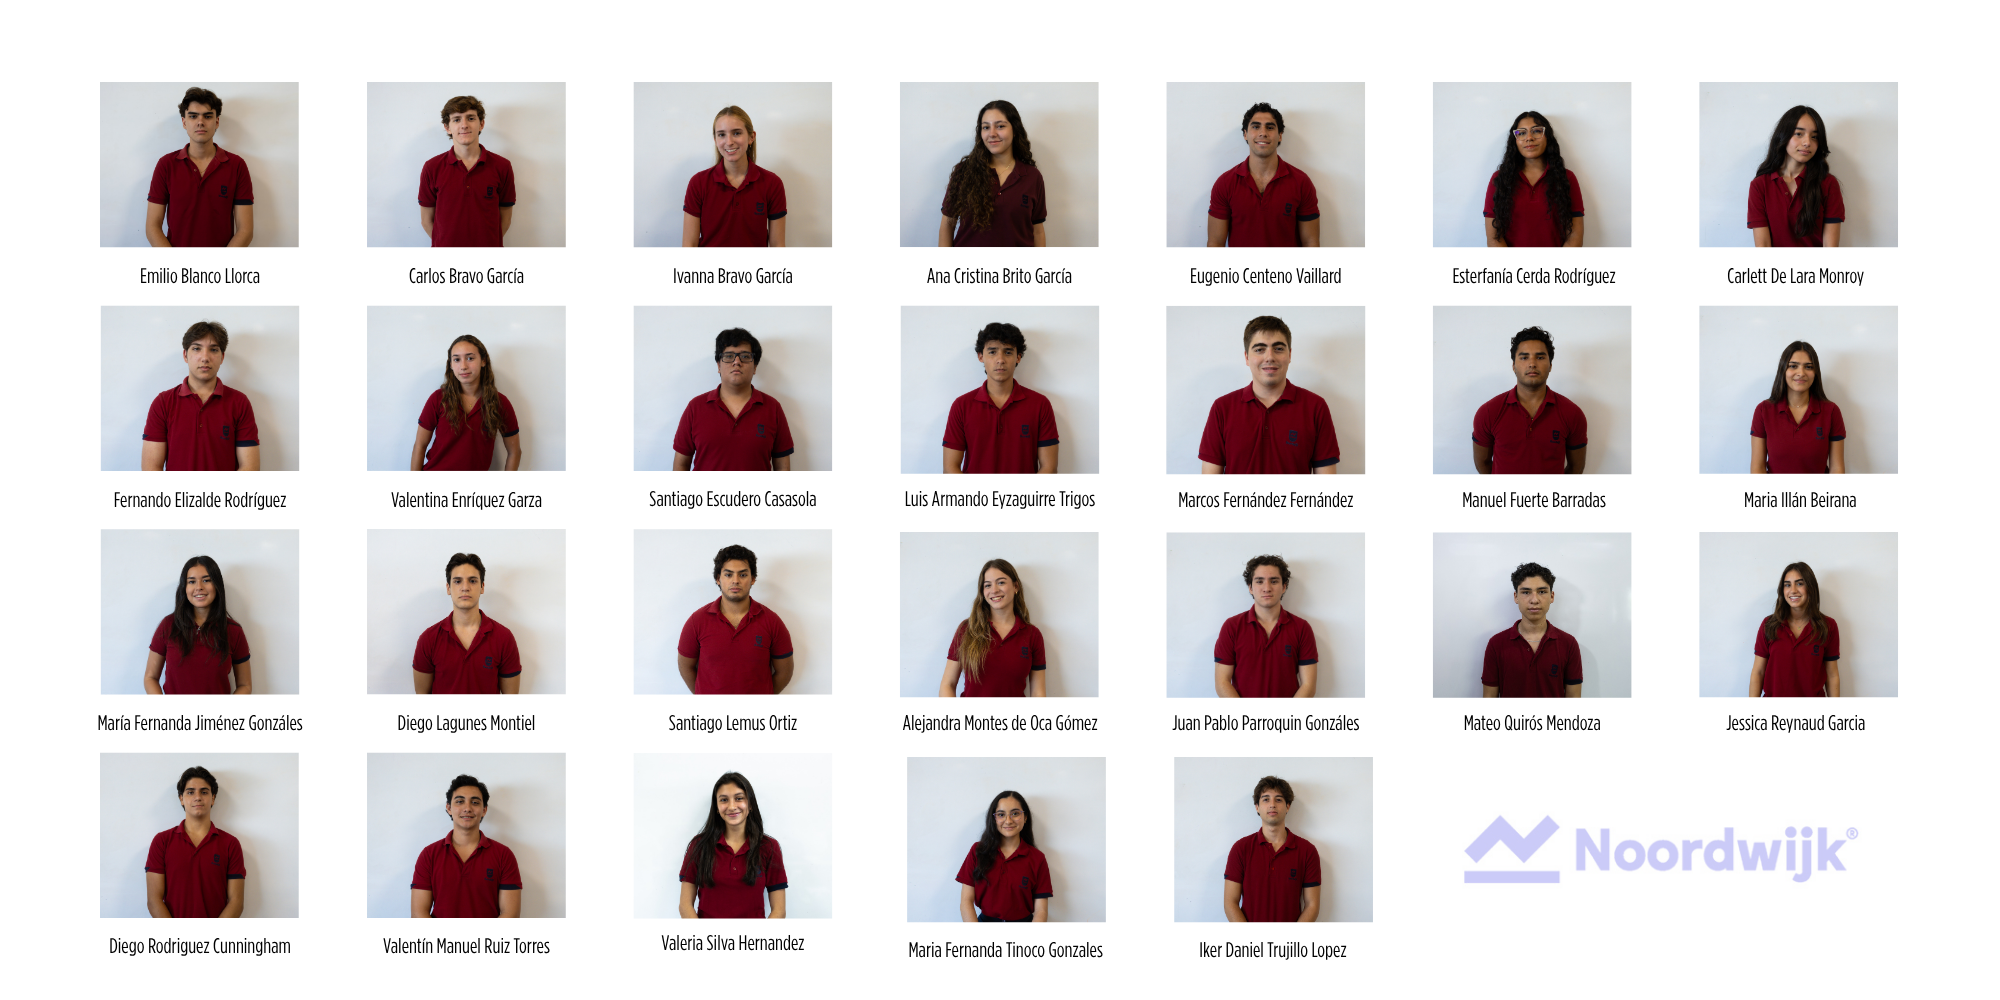 Emilio Blanco Llorca
Carlos Bravo García
Ivanna Bravo García
Ana Cristina Brito García
Eugenio Centeno Vaillard
Esterfanía Cerda Rodríguez
Carlett De Lara Monroy
Fernando Elizalde Rodríguez
Valentina Enríquez Garza
Santiago Escudero Casasola
Luis Armando Eyzaguirre Trigos
Marcos Fernández Fernández
Manuel Fuerte Barradas
Maria Illán Beirana
María Fernanda Jiménez Gonzáles
Diego Lagunes Montiel
Santiago Lemus Ortiz
Alejandra Montes de Oca Gómez
Juan Pablo Parroquin Gonzáles
Mateo Quirós Mendoza
Jessica Reynaud Garcia
Diego Rodriguez Cunningham
Valentín Manuel Ruiz Torres
Valeria Silva Hernandez
Maria Fernanda Tinoco Gonzales
Iker Daniel Trujillo Lopez
Noordwijk®